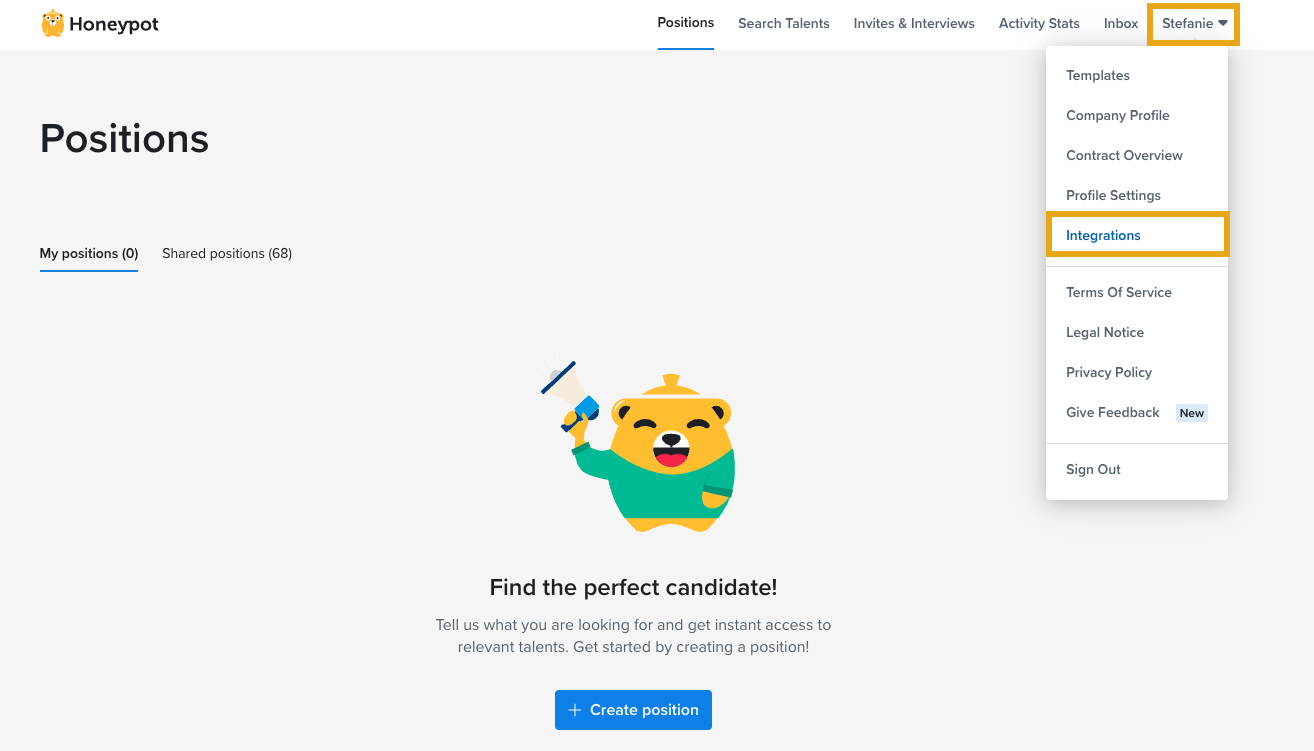 Honeypot
Positions
Search Talents
Invites & Interviews
Activity Stats
Inbox
Stefanie
Templates
Company Profile
Contract Overview
Profile Settings
Integrations
Terms Of Service
Legal Notice
Privacy Policy
Give Feedback New
Sign Out
Positions
My positions (0)
Shared positions (68)
Find the perfect candidate!
Tell us what you are looking for and get instant access to
relevant talents. Get started by creating a position!
+ Create position